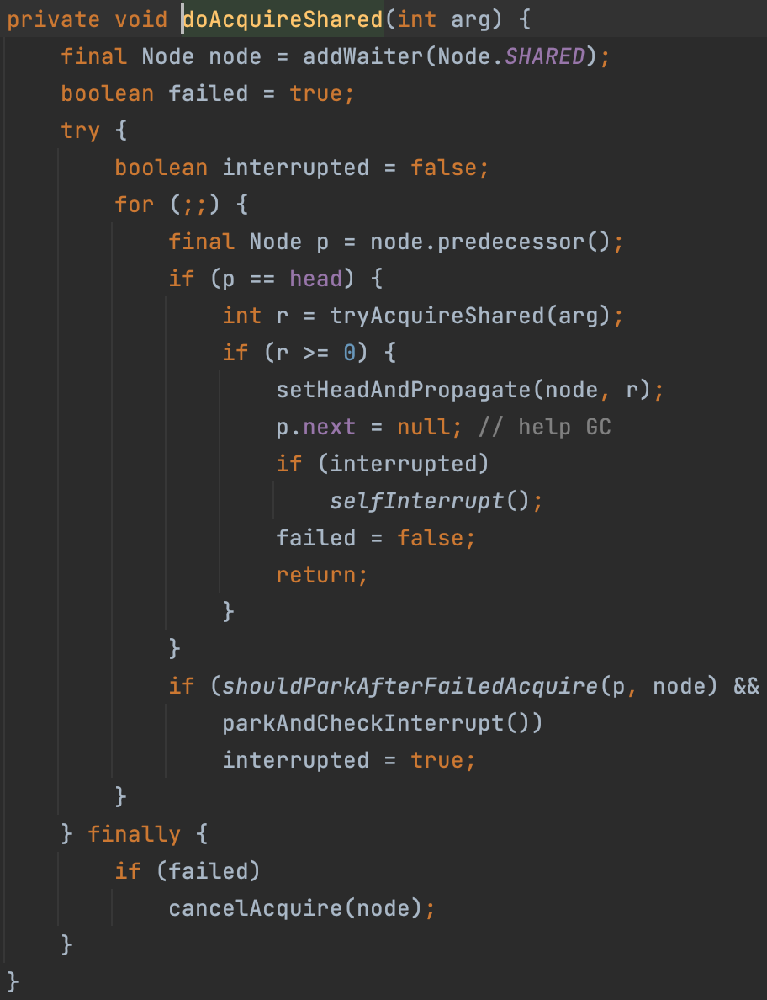 private void doAcquireShared(int arg) {
    final Node node = addWaiter(Node.SHARED);
    boolean failed = true;
    try {
        boolean interrupted = false;
        for (;;) {
            final Node p = node.predecessor();
            if (p == head) {
                int r = tryAcquireShared(arg);
                if (r >= 0) {
                    setHeadAndPropagate(node, r);
                    p.next = null; // help GC
                    if (interrupted)
                        selfInterrupt();
                    failed = false;
                    return;
                }
            }
            if (shouldParkAfterFailedAcquire(p, node) &&
                parkAndCheckInterrupt())
                interrupted = true;
        }
    } finally {
        if (failed)
            cancelAcquire(node);
    }
}